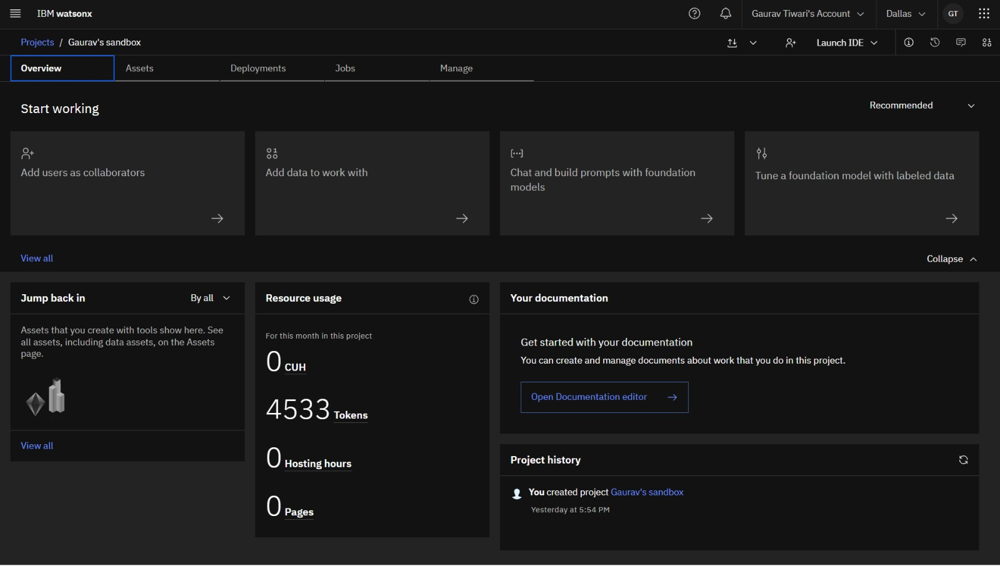 IBM watsonx
Gaurav Tiwari's Account
Dallas
GT
Projects / Gaurav's sandbox
Launch IDE
Overview
Assets
Deployments
Jobs
Manage
Start working
Recommended
Add users as collaborators
Add data to work with
Chat and build prompts with foundation
models
Tune a foundation model with labeled data
View all
Collapse
Jump back in
By all
Assets that you create with tools show here. See
all assets, including data assets, on the Assets
page.
View all
Resource usage
For this month in this project
0 CUH
4533 Tokens
0 Hosting hours
0 Pages
Your documentation
Get started with your documentation
You can create and manage documents about work that you do in this project.
Open Documentation editor
Project history
You created project Gaurav's sandbox
Yesterday at 5:54 PM